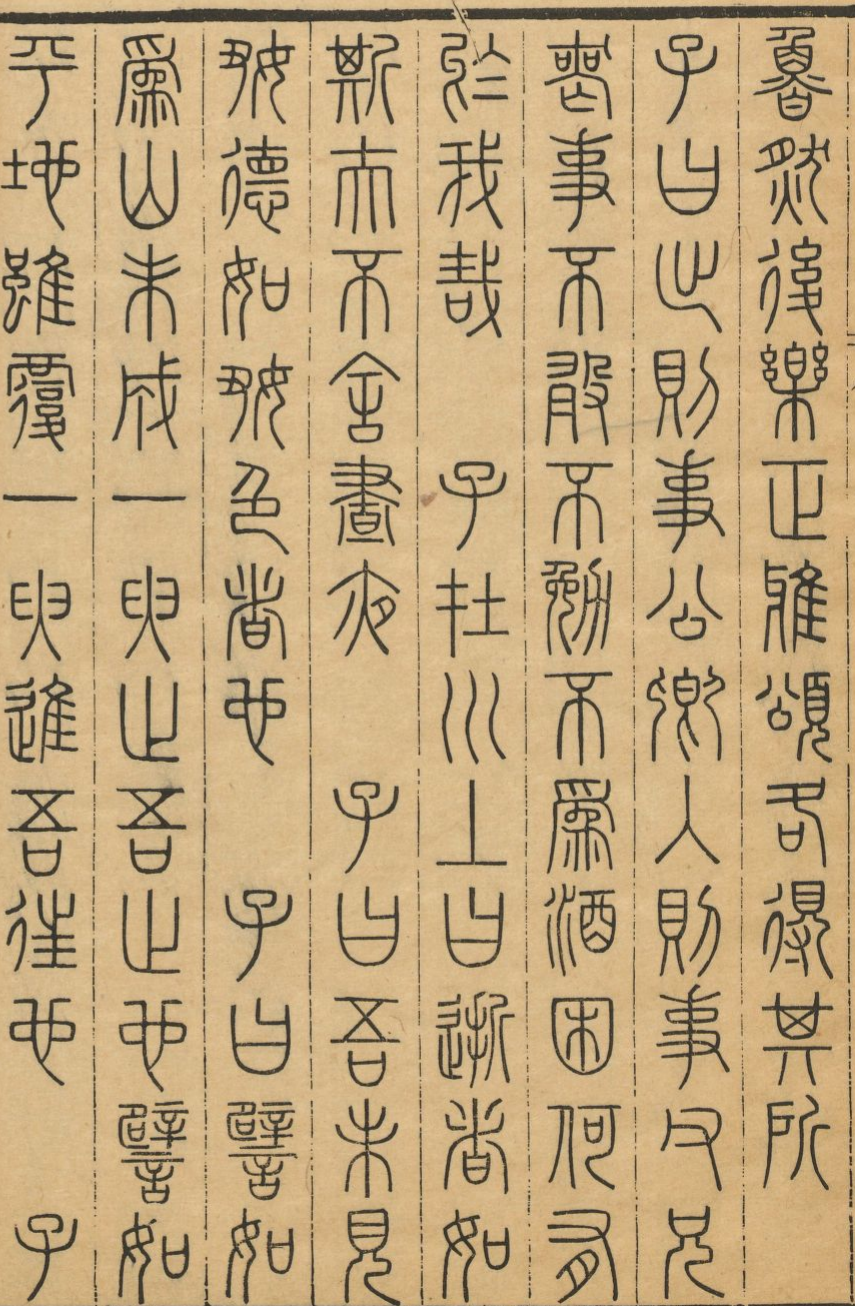 魯然後樂正雅頌各得其所
子曰出則事公卿入則事父兄
喪事不敢不勉不爲酒困何有
於我哉　子在川上曰逝者如
斯夫不舍晝夜　子曰吾未見
好德如好色者也　子曰譬如
爲山未成一臾止吾止也譬如
平地雖覆一臾進吾往也　子